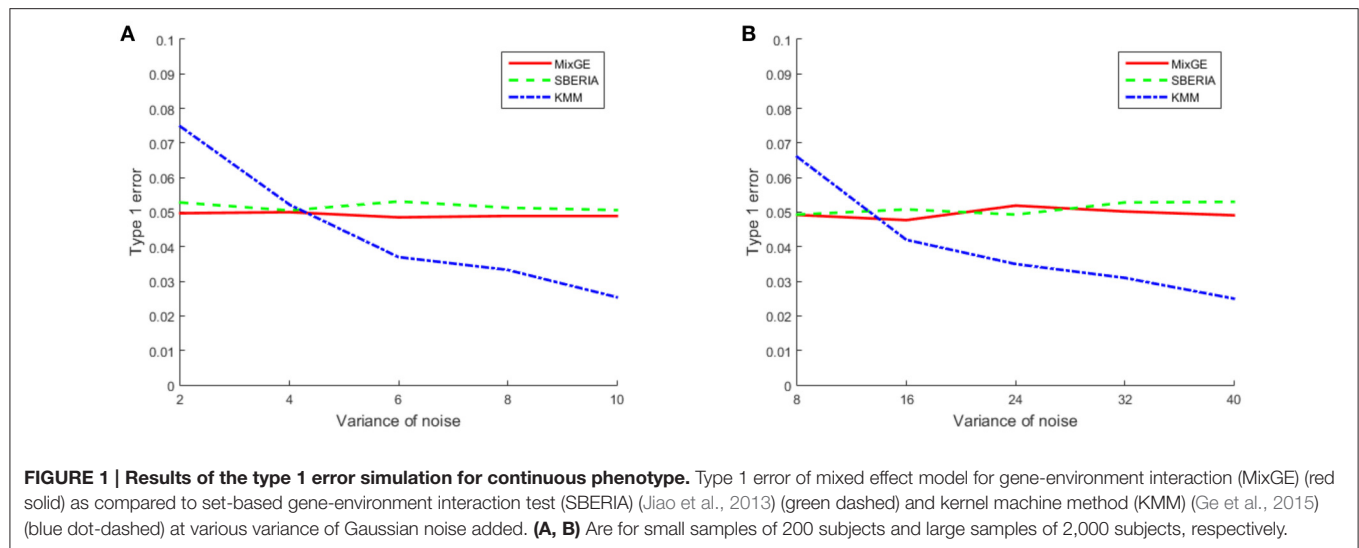 A
0.1
0.09
0.08
0.07
0.06
0.05
0.04
0.03
0.02
0.01
0
Type 1 error
2 4 6 8 10
Variance of noise
MixGE
SBERIA
KMM
B
0.1
0.09
0.08
0.07
0.06
0.05
0.04
0.03
0.02
0.01
0
Type 1 error
8 16 24 32 40
Variance of noise
MixGE
SBERIA
KMM
FIGURE 1 | Results of the type 1 error simulation for continuous phenotype. Type 1 error of mixed effect model for gene-environment interaction (MixGE) (red
solid) as compared to set-based gene-environment interaction test (SBERIA) (Jiao et al., 2013) (green dashed) and kernel machine method (KMM) (Ge et al., 2015)
(blue dot-dashed) at various variance of Gaussian noise added. (A, B) Are for small samples of 200 subjects and large samples of 2,000 subjects, respectively.